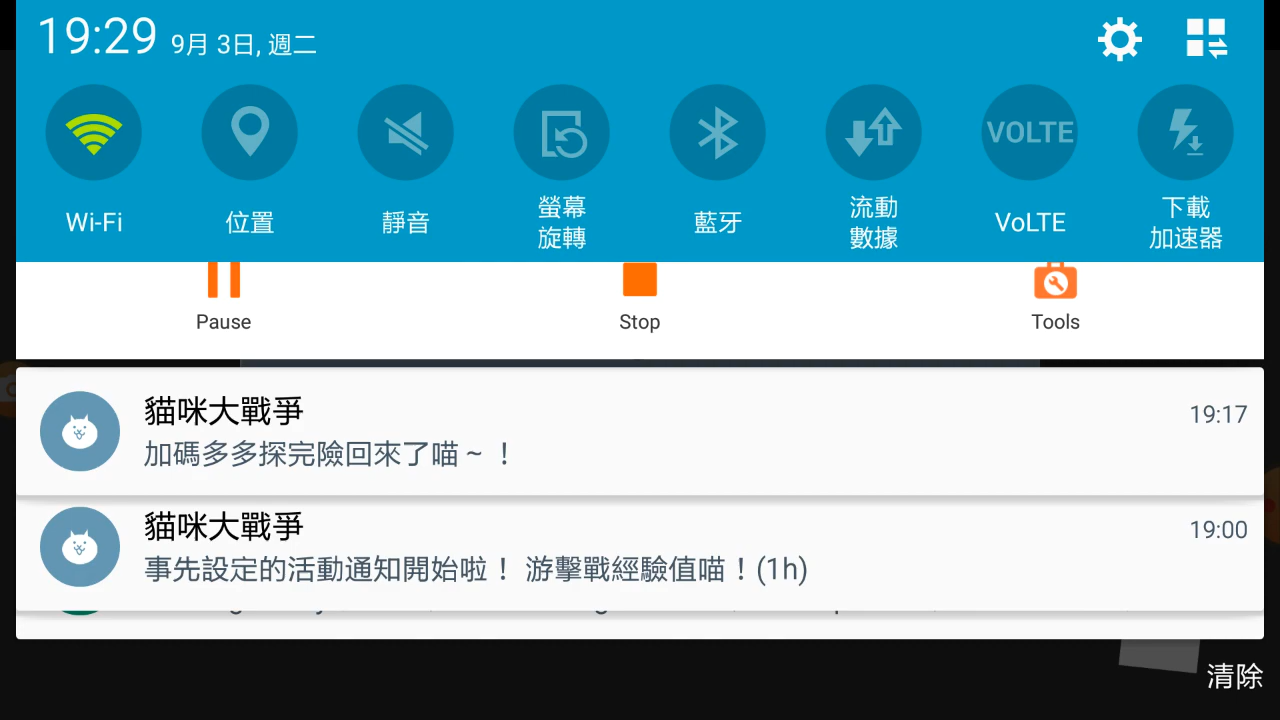 19:29 9月 3日, 週二
VOLTE
Wi-Fi 位置 靜音 螢幕 旋轉 藍牙 流動 數據 VoLTE 下載 加速器
Pause Stop Tools
貓咪大戰爭 19:17
加碼多多探完險回來了喵 ~ !
貓咪大戰爭 19:00
事先設定的活動通知開始啦! 游擊戰經驗值喵!(1h)
清除